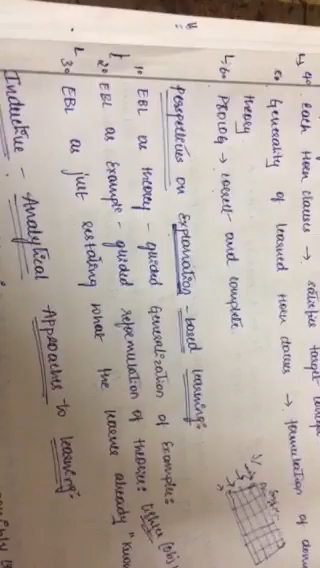 4. each Horn clauses → satisfies target concept
5. Generality of learned Horn clauses → formulation of domain
theory
6. PROLOG → correct and complete
Perspectives on Explanation-based learning:
1. EBL as theory-guided Generalization of Examples:
2. EBL as Example-guided reformulation of theories:
3. EBL as just restating what the learner already "know
Inductive-Analytical Approaches to learning: